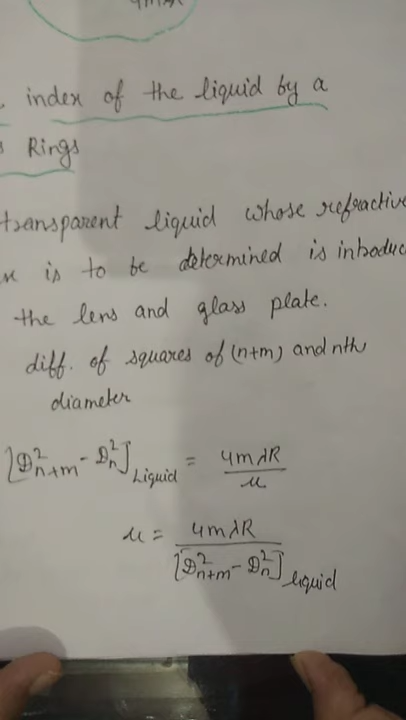 4mλR
index of the liquid by a
s Rings
transparent liquid whose refractive
is to be determined is introduc
the lens and glass plate.
diff. of squares of (n+m) and nth
diameter
[D²ₙ₊ₘ - D²ₙ]Liquid = 4mλR/μ
μ = 4mλR/[D²ₙ₊ₘ - D²ₙ]liquid